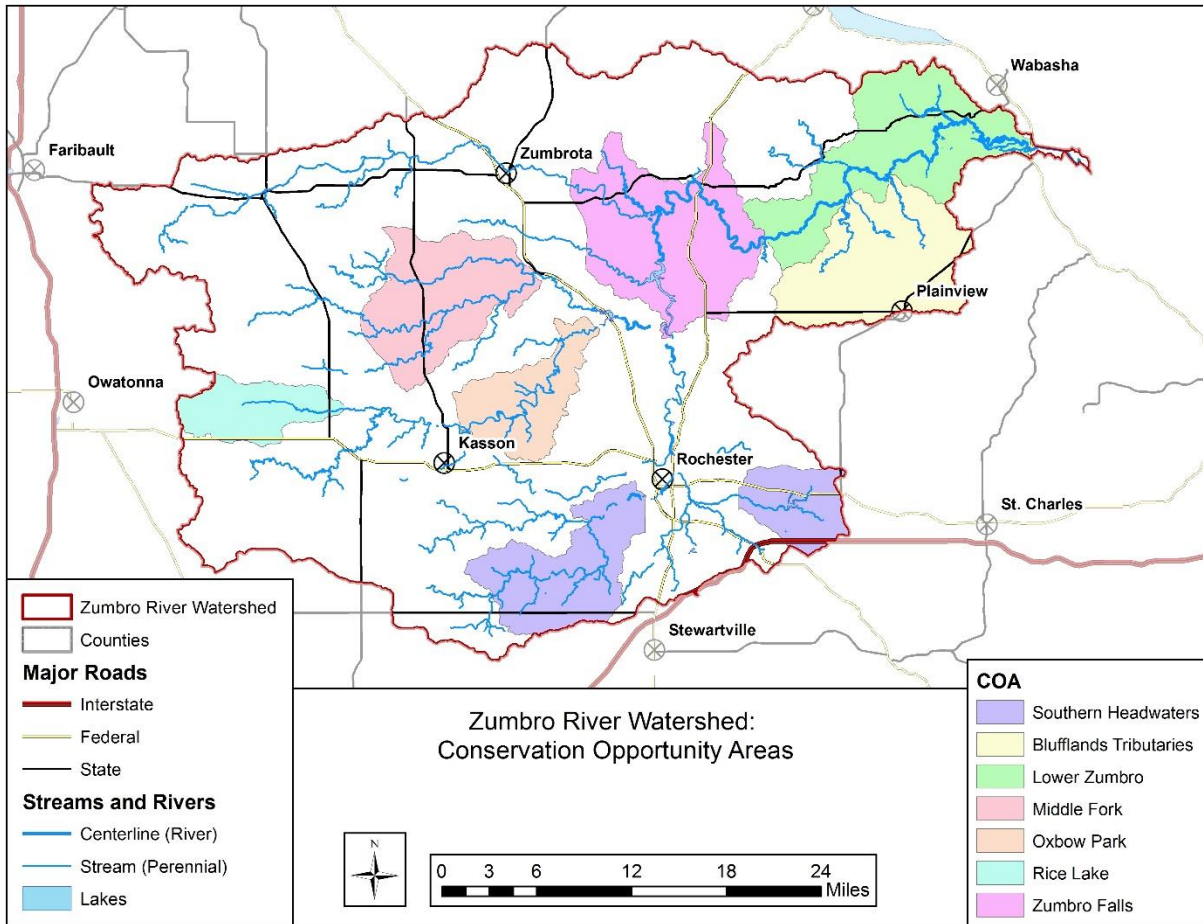 Wabasha
Faribault
Zumbrota
Plainview
Owatonna
Kasson
Rochester
St. Charles
Stewartville
Zumbro River Watershed
Counties
Major Roads
Interstate
Federal
State
Streams and Rivers
Centerline (River)
Stream (Perennial)
Lakes
Zumbro River Watershed:
Conservation Opportunity Areas
N
0 3 6 12 18 24
Miles
COA
Southern Headwaters
Blufflands Tributaries
Lower Zumbro
Middle Fork
Oxbow Park
Rice Lake
Zumbro Falls